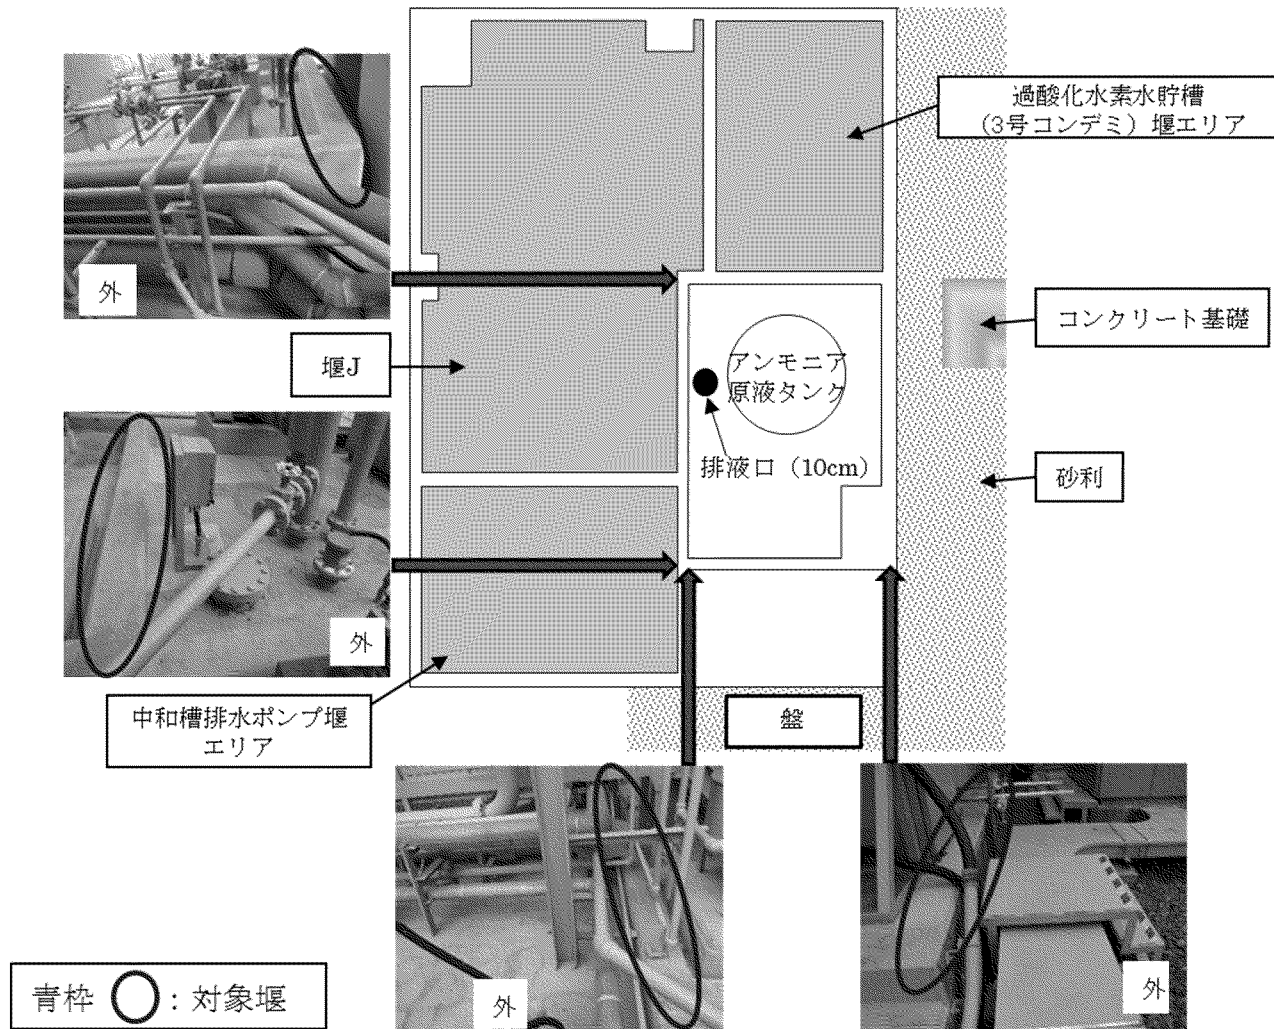 過酸化水素水貯槽
（3号コンデミ）堰エリア
外
コンクリート基礎
堰J
アンモニア
原液タンク
排液口（10cm）
砂利
外
中和槽排水ポンプ堰
エリア
盤
外
外
青枠 ：対象堰